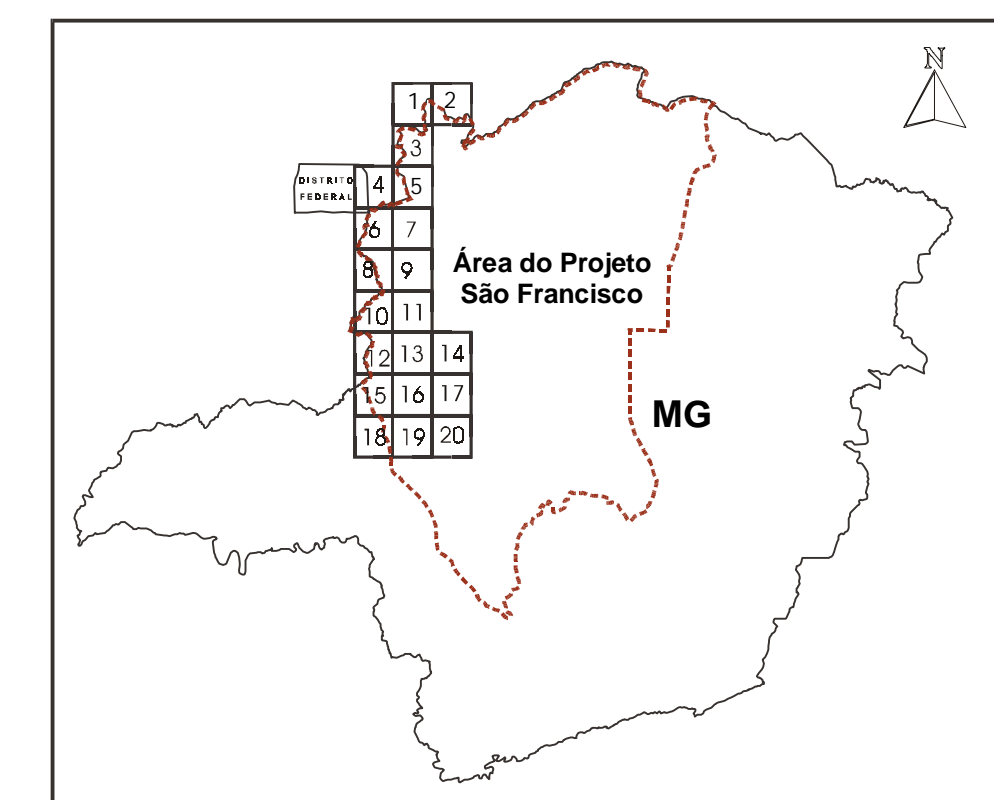 N
1 2
3
DISTRITO
FEDERAL
4 5
6 7
8 9
Área do Projeto
São Francisco
10 11
12 13 14
15 16 17
MG
18 19 20